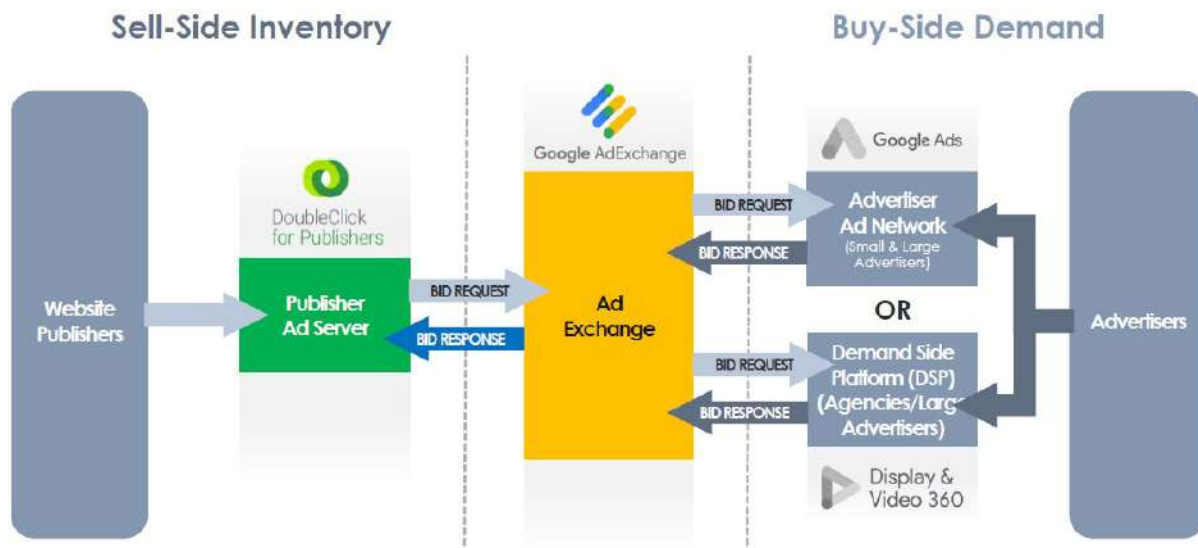 Sell-Side Inventory
Buy-Side Demand
Website
Publishers
DoubleClick
for Publishers
Publisher
Ad Server
BID REQUEST
BID RESPONSE
Google AdExchange
Ad
Exchange
BID REQUEST
BID RESPONSE
BID REQUEST
BID RESPONSE
Google Ads
Advertiser
Ad Network
(Small & Large
Advertisers)
OR
Demand Side
Platform (DSP)
(Agencies/Large
Advertisers)
Display &
Video 360
Advertisers